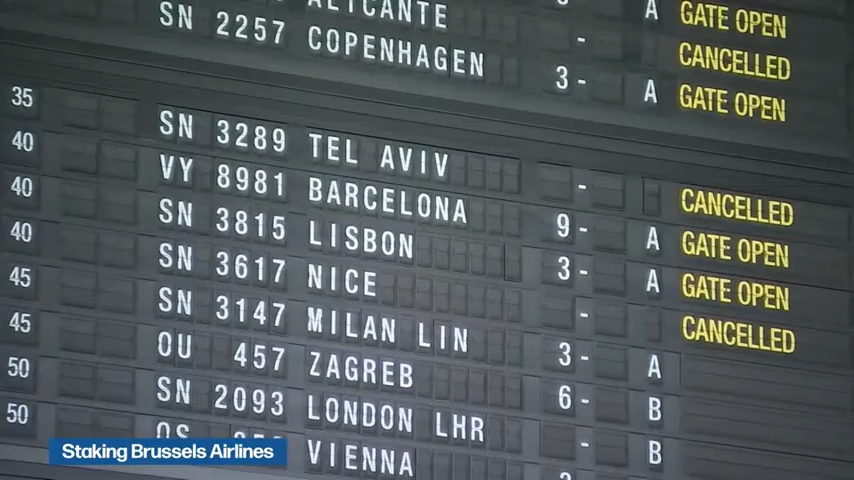 A GATE OPEN
ALICANTE - CANCELLED
SN 2257 COPENHAGEN 3- A GATE OPEN
35 SN 3289 TEL AVIV - CANCELLED
40 VY 8981 BARCELONA 9- A GATE OPEN
40 SN 3815 LISBON 3- A GATE OPEN
40 SN 3617 NICE - CANCELLED
45 SN 3147 MILAN LIN 3- A
45 OU 457 ZAGREB 6- B
50 SN 2093 LONDON LHR - B
50 OS VIENNA
Staking Brussels Airlines